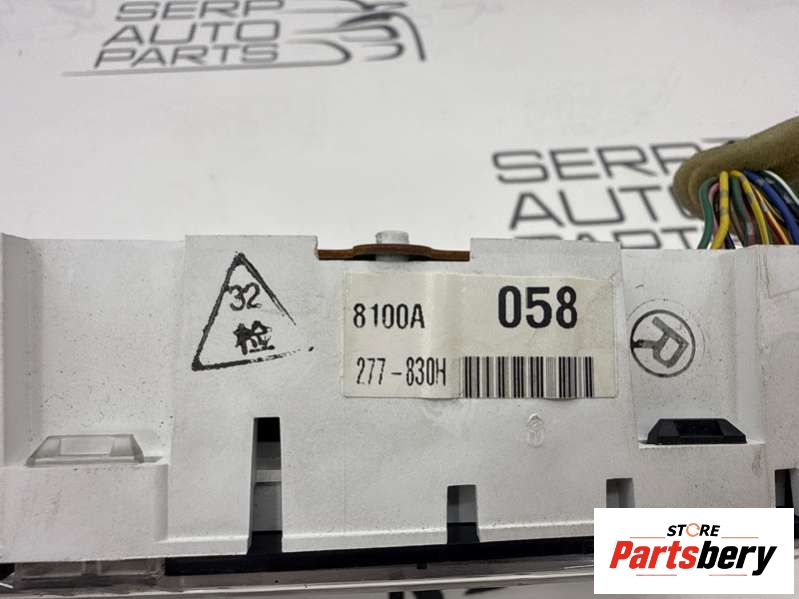 SERP
AUTO
PARTS
SERP
AUTO
PARTS
32
検
8100A
058
277-830H
R
STORE
Partsbery